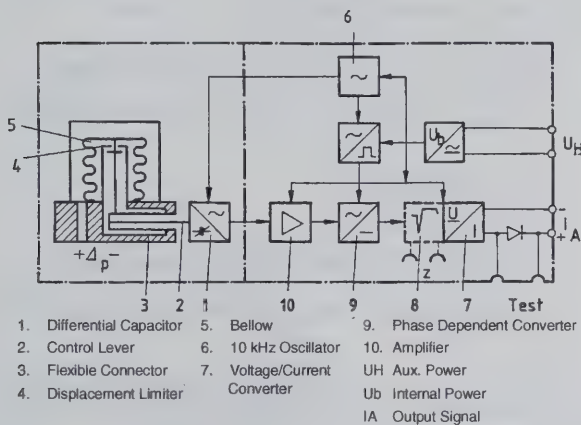 6
5
4
U_b
U_H
U
I
-
i
+ A
+Δp-
z
3 2 1 10 9 8 7 Test
1. Differential Capacitor
2. Control Lever
3. Flexible Connector
4. Displacement Limiter
5. Bellow
6. 10 kHz Oscillator
7. Voltage/Current
Converter
9. Phase Dependent Converter
10. Amplifier
UH Aux. Power
Ub Internal Power
IA Output Signal